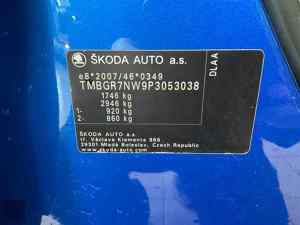 ŠKODA AUTO a.s.
DLAA
e8*2007/46*0349
TMBGR7NW9P3053038
1746 kg
2946 kg
1- 920 kg
2- 860 kg
ŠKODA AUTO a.s.
tř. Václava Klementa 869
29301 Mladá Boleslav, Czech Republic